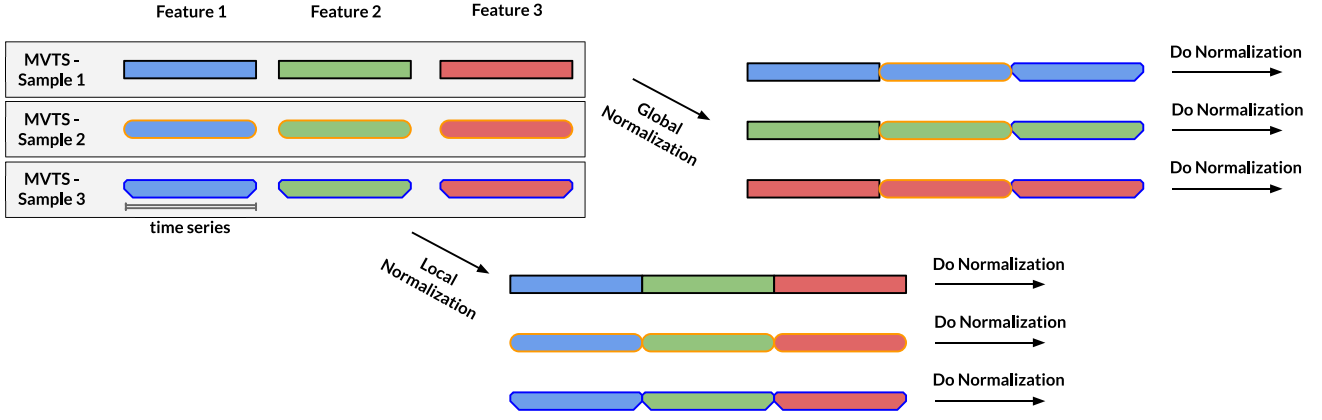 Feature 1
Feature 2
Feature 3
MVTS -
Sample 1
MVTS -
Sample 2
MVTS -
Sample 3
time series
Global
Normalization
Do Normalization
Do Normalization
Do Normalization
Local
Normalization
Do Normalization
Do Normalization
Do Normalization